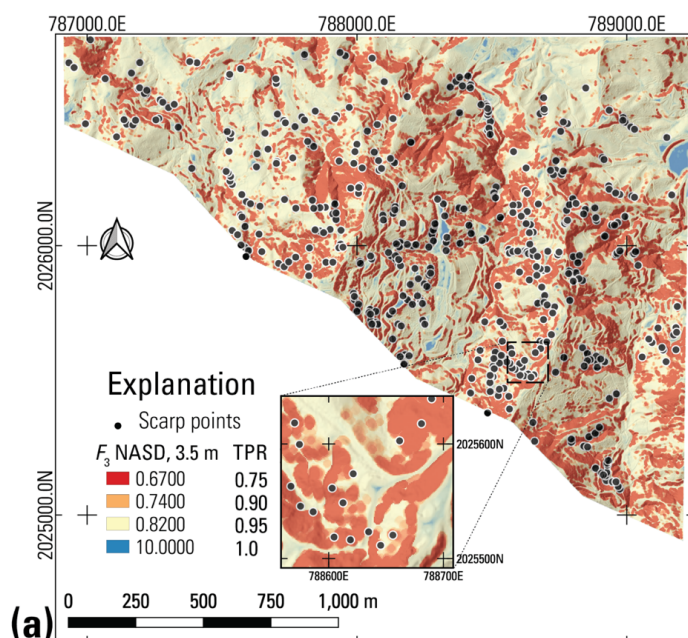 787000.0E 788000.0E 789000.0E
2026000.0N
2025000.0N
Explanation
Scarp points
F3 NASD, 3.5 m TPR
0.6700 0.75
0.7400 0.90
0.8200 0.95
10.0000 1.0
2025600N
2025500N
788600E 788700E
(a)
0 250 500 750 1,000 m